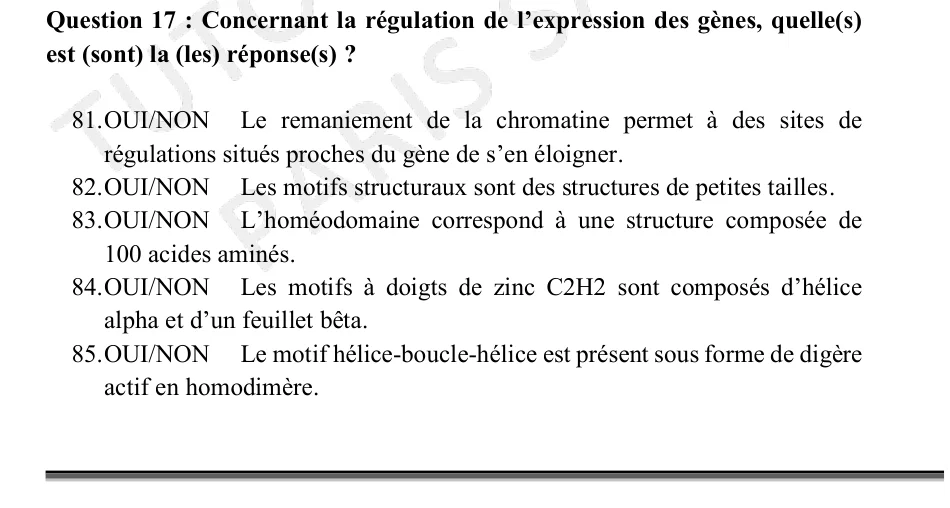 Question 17 : Concernant la régulation de l’expression des gènes, quelle(s)
est (sont) la (les) réponse(s) ?
81.OUI/NON Le remaniement de la chromatine permet à des sites de
régulations situés proches du gène de s’en éloigner.
82.OUI/NON Les motifs structuraux sont des structures de petites tailles.
83.OUI/NON L’homéodomaine correspond à une structure composée de
100 acides aminés.
84.OUI/NON Les motifs à doigts de zinc C2H2 sont composés d’hélice
alpha et d’un feuillet bêta.
85.OUI/NON Le motif hélice-boucle-hélice est présent sous forme de digère
actif en homodimère.